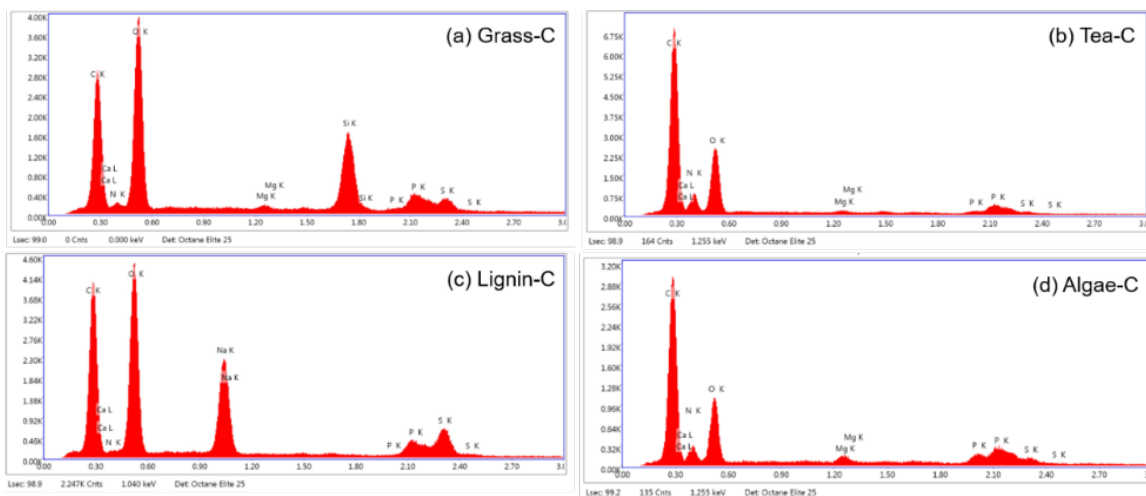 (a) Grass-C
4.00K
3.60K
3.20K
2.80K
2.40K
2.00K
1.60K
1.20K
0.80K
0.40K
0.00K
C K
O K
Ca L
Ca L
N K
Mg K
Mg K
Si K
Si K
P K
P K
S K
S K
0.00 0.30 0.60 0.90 1.20 1.50 1.80 2.10 2.40 2.70
Lsec: 99.0 0 Cnts 0.000 keV Det: Octane Elite 25
(b) Tea-C
6.75K
6.00K
5.25K
4.50K
3.75K
3.00K
2.25K
1.50K
0.75K
0.00K
C K
N K
O K
Ca L
Ca L
Mg K
Mg K
P K
P K
S K
S K
0.00 0.30 0.60 0.90 1.20 1.50 1.80 2.10 2.40 2.70
Lsec: 98.9 164 Cnts 1.255 keV Det: Octane Elite 25
(c) Lignin-C
4.60K
4.14K
3.68K
3.22K
2.76K
2.30K
1.84K
1.38K
0.92K
0.46K
0.00K
C K
O K
Ca L
Ca L
N K
Na K
Na K
P K
P K
S K
S K
0.00 0.30 0.60 0.90 1.20 1.50 1.80 2.10 2.40 2.70
Lsec: 98.9 2.247K Cnts 1.040 keV Det: Octane Elite 25
(d) Algae-C
3.20K
2.88K
2.56K
2.24K
1.92K
1.60K
1.28K
0.96K
0.64K
0.32K
0.00K
C K
N K
O K
Ca L
Ca L
Mg K
Mg K
P K
P K
S K
S K
0.00 0.30 0.60 0.90 1.20 1.50 1.80 2.10 2.40 2.70
Lsec: 99.2 135 Cnts 1.255 keV Det: Octane Elite 25